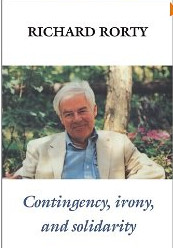 RICHARD RORTY
Contingency, irony,
and solidarity